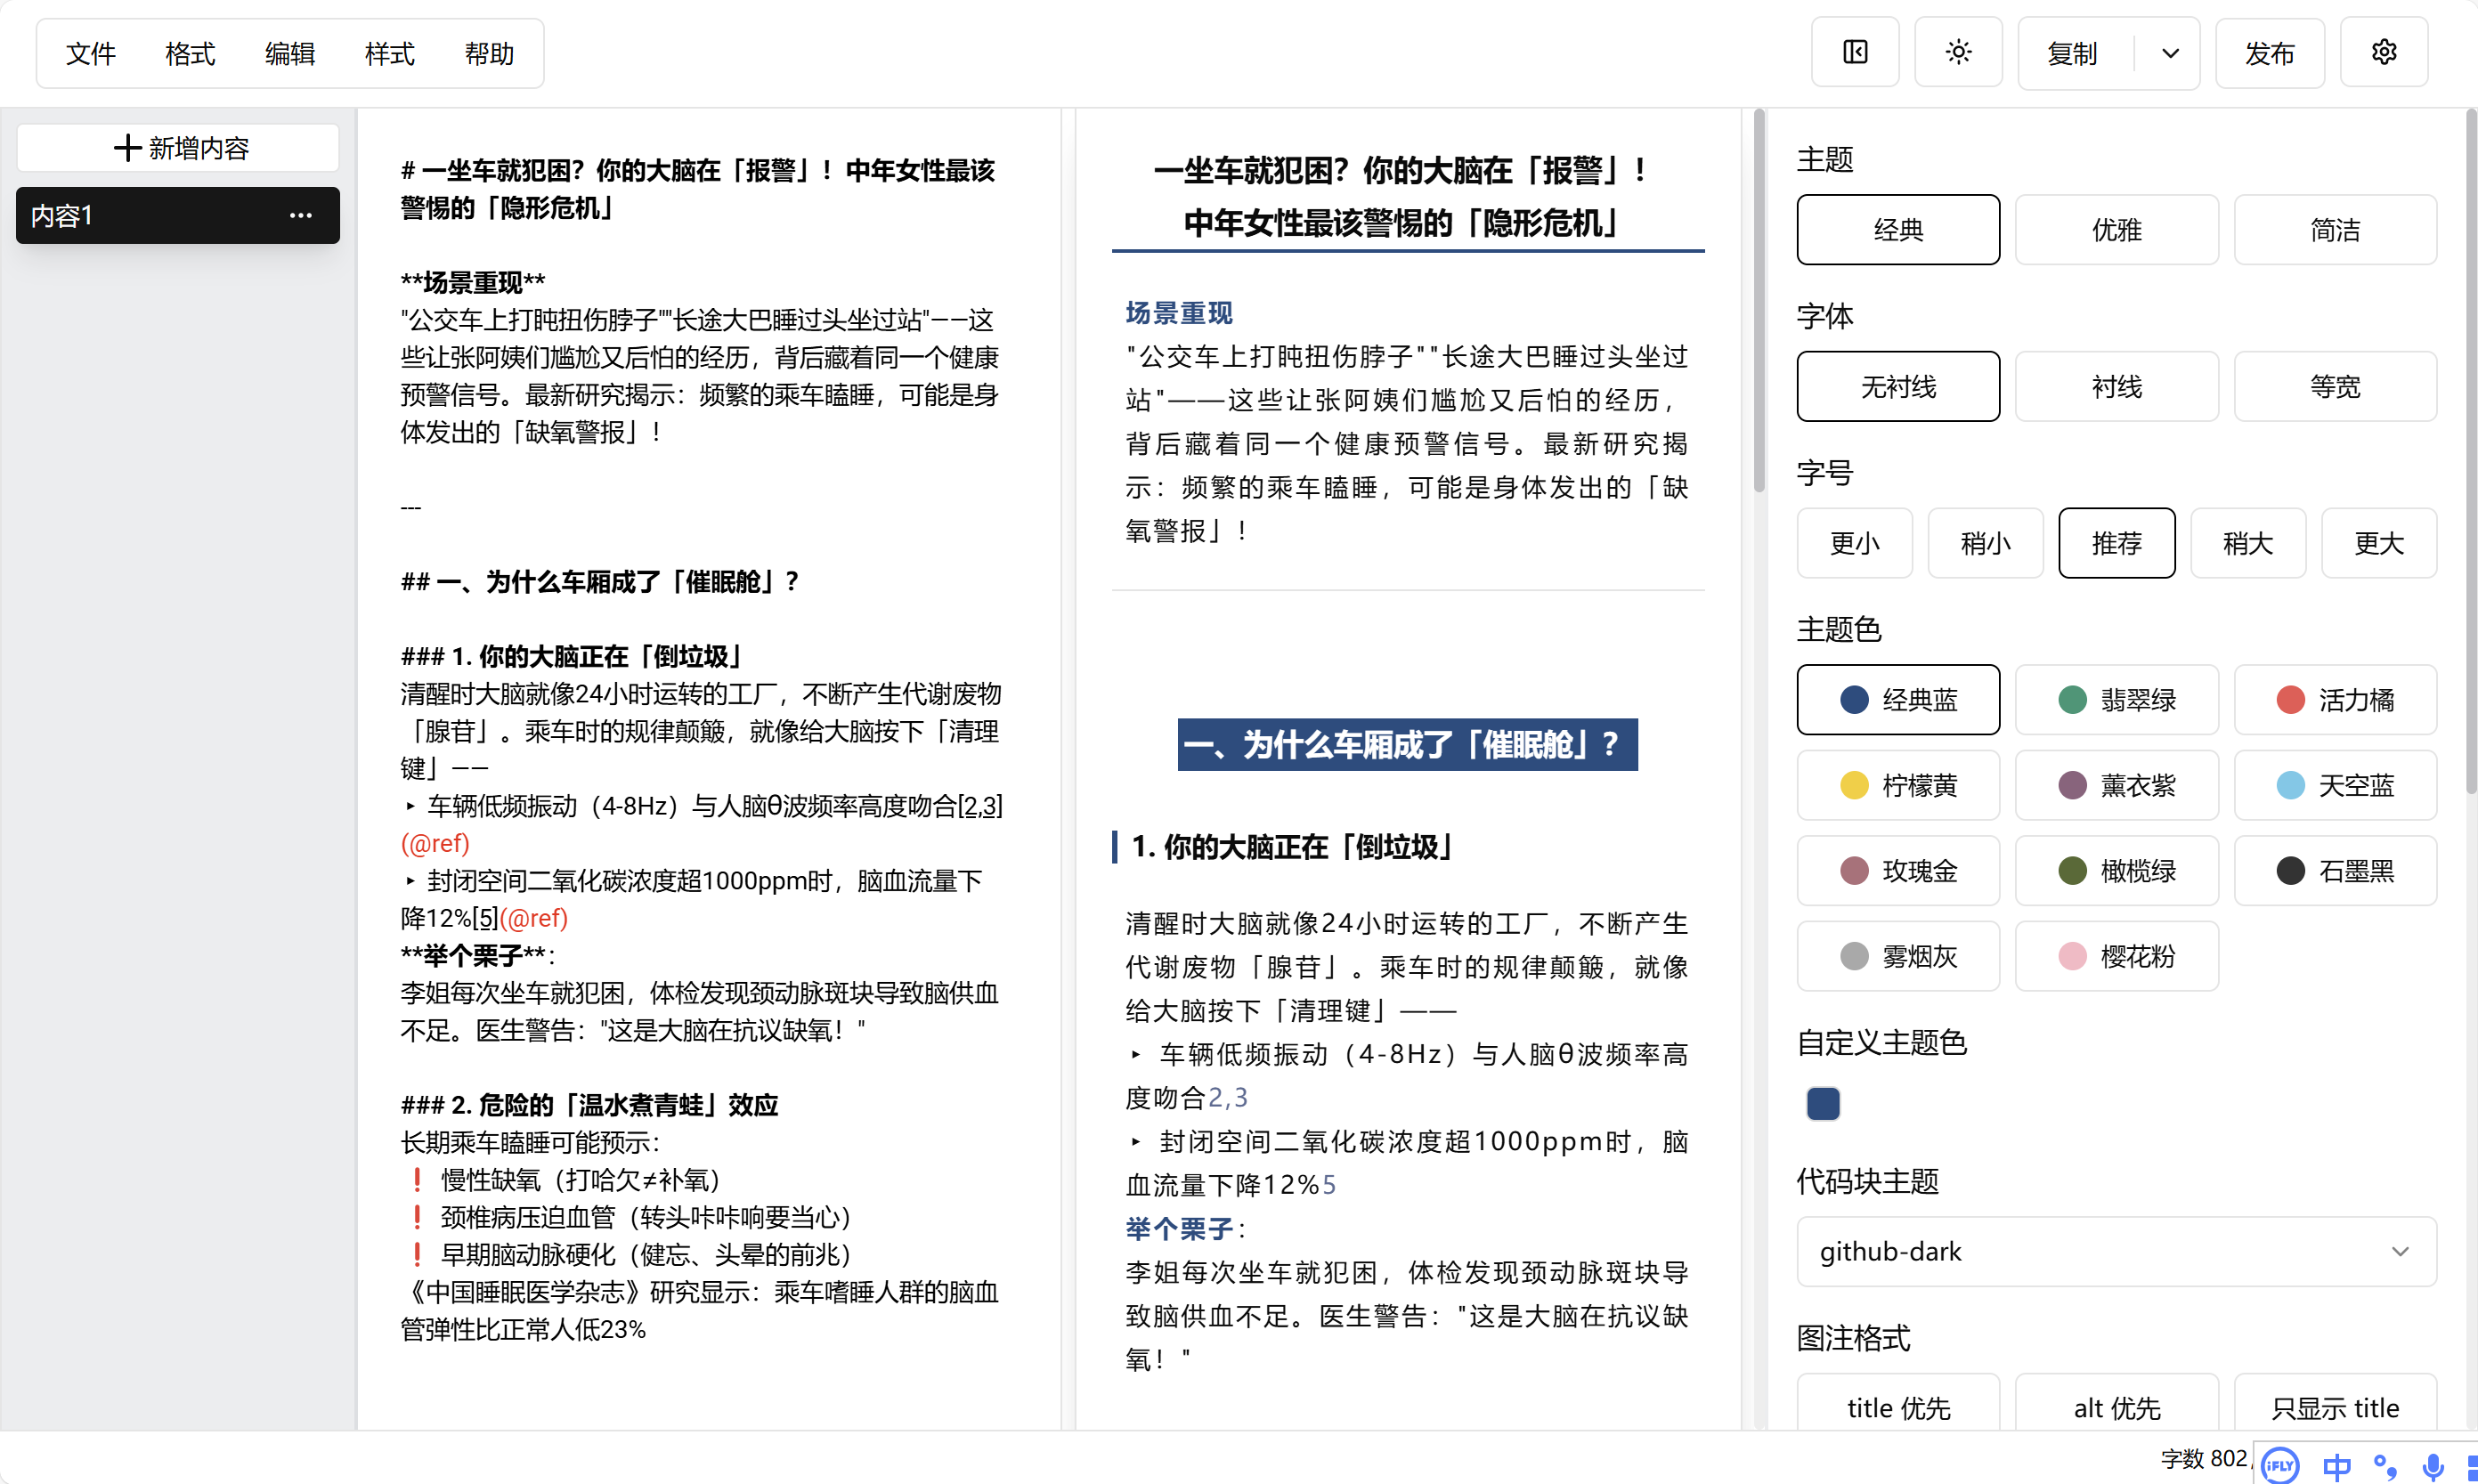 文件 格式 编辑 样式 帮助
复制 发布
新增内容
内容1
# 一坐车就犯困？你的大脑在「报警」！中年女性最该
警惕的「隐形危机」
**场景重现**
"公交车上打盹扭伤脖子""长途大巴睡过头坐过站"——这
些让张阿姨们尴尬又后怕的经历，背后藏着同一个健康
预警信号。最新研究揭示：频繁的乘车瞌睡，可能是身
体发出的「缺氧警报」！
---
## 一、为什么车厢成了「催眠舱」？
### 1. 你的大脑正在「倒垃圾」
清醒时大脑就像24小时运转的工厂，不断产生代谢废物
「腺苷」。乘车时的规律颠簸，就像给大脑按下「清理
键」——
‣ 车辆低频振动（4-8Hz）与人脑θ波频率高度吻合[2,3]
(@ref)
‣ 封闭空间二氧化碳浓度超1000ppm时，脑血流量下
降12%[5](@ref)
**举个栗子**：
李姐每次坐车就犯困，体检发现颈动脉斑块导致脑供血
不足。医生警告："这是大脑在抗议缺氧！"
### 2. 危险的「温水煮青蛙」效应
长期乘车瞌睡可能预示：
❗ 慢性缺氧（打哈欠≠补氧）
❗ 颈椎病压迫血管（转头咔咔响要当心）
❗ 早期脑动脉硬化（健忘、头晕的前兆）
《中国睡眠医学杂志》研究显示：乘车嗜睡人群的脑血
管弹性比正常人低23%
一坐车就犯困？你的大脑在「报警」！
中年女性最该警惕的「隐形危机」
场景重现
"公交车上打盹扭伤脖子""长途大巴睡过头坐过
站"——这些让张阿姨们尴尬又后怕的经历，
背后藏着同一个健康预警信号。最新研究揭
示：频繁的乘车瞌睡，可能是身体发出的「缺
氧警报」！
一、为什么车厢成了「催眠舱」？
1. 你的大脑正在「倒垃圾」
清醒时大脑就像24小时运转的工厂，不断产生
代谢废物「腺苷」。乘车时的规律颠簸，就像
给大脑按下「清理键」——
‣ 车辆低频振动（4-8Hz）与人脑θ波频率高
度吻合2,3
‣ 封闭空间二氧化碳浓度超1000ppm时，脑
血流量下降12%5
举个栗子：
李姐每次坐车就犯困，体检发现颈动脉斑块导
致脑供血不足。医生警告："这是大脑在抗议缺
氧！"
主题
经典 优雅 简洁
字体
无衬线 衬线 等宽
字号
更小 稍小 推荐 稍大 更大
主题色
经典蓝 翡翠绿 活力橘
柠檬黄 薰衣紫 天空蓝
玫瑰金 橄榄绿 石墨黑
雾烟灰 樱花粉
自定义主题色
代码块主题
github-dark
图注格式
title 优先 alt 优先 只显示 title
字数 802
iFLY 中